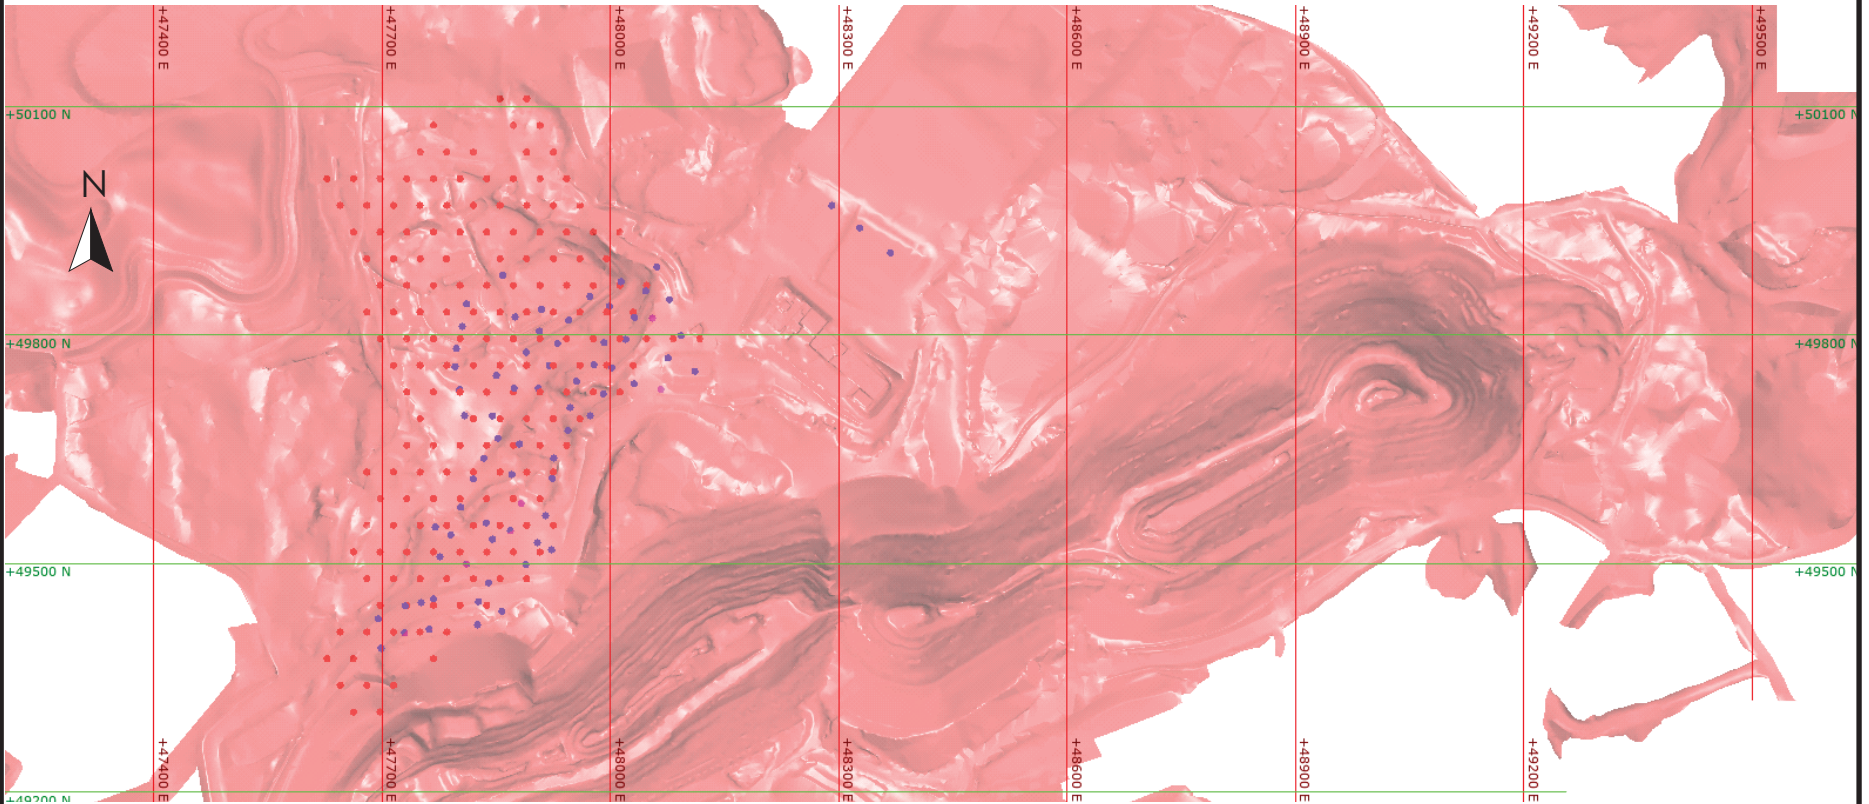 +47400 E
+47700 E
+48000 E
+48300 E
+48600 E
+48900 E
+49200 E
+49500 E
+50100 N
+50100 N
N
+49800 N
+49800 N
+49500 N
+49500 N
+47400 E
+47700 E
+48000 E
+48300 E
+48600 E
+48900 E
+49200 E
+49200 N